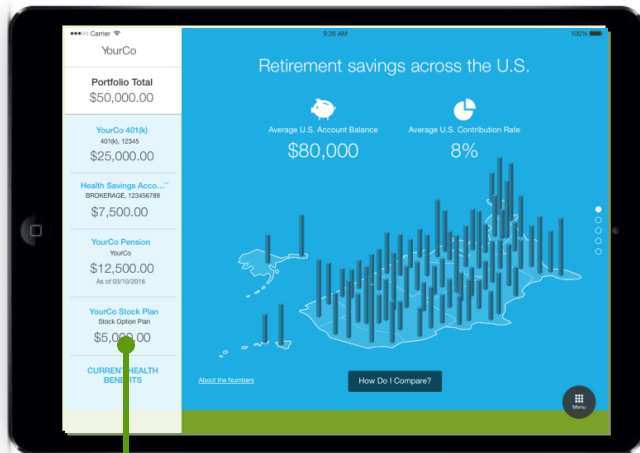 Carrier
9:26 AM
100%
YourCo
Portfolio Total
$50,000.00
YourCo 401(k)
401(k), 12345
$25,000.00
Health Savings Acco...
BROKERAGE, 123456789
$7,500.00
YourCo Pension
YourCo
$12,500.00
As of 03/10/2016
YourCo Stock Plan
Stock Option Plan
$5,000.00
CURRENT HEALTH
BENEFITS
Retirement savings across the U.S.
Average U.S. Account Balance
$80,000
Average U.S. Contribution Rate
8%
About the Numbers
How Do I Compare?
Menu